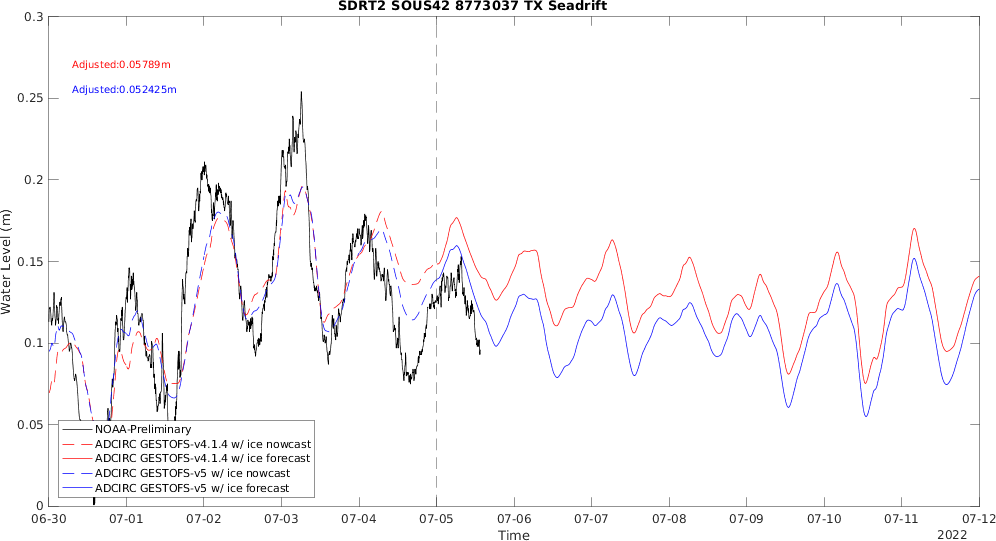 SDRT2 SOUS42 8773037 TX Seadrift
0.3
Adjusted:0.05789m
Adjusted:0.052425m
0.25
0.2
0.15
0.1
0.05
0
Water Level (m)
NOAA-Preliminary
ADCIRC GESTOFS-v4.1.4 w/ ice nowcast
ADCIRC GESTOFS-v4.1.4 w/ ice forecast
ADCIRC GESTOFS-v5 w/ ice nowcast
ADCIRC GESTOFS-v5 w/ ice forecast
06-30 07-01 07-02 07-03 07-04 07-05 07-06 07-07 07-08 07-09 07-10 07-11 07-12
Time
2022